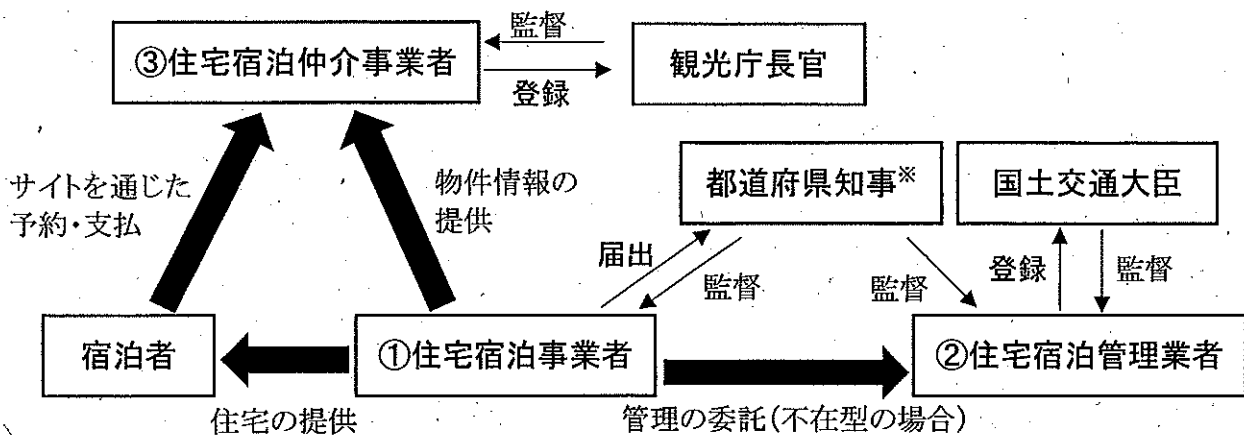 監督
③住宅宿泊仲介事業者
観光庁長官
登録
サイトを通じた
予約・支払
物件情報の
提供
都道府県知事※
国土交通大臣
届出
監督
監督
登録
監督
宿泊者
①住宅宿泊事業者
②住宅宿泊管理業者
住宅の提供
管理の委託(不在型の場合)